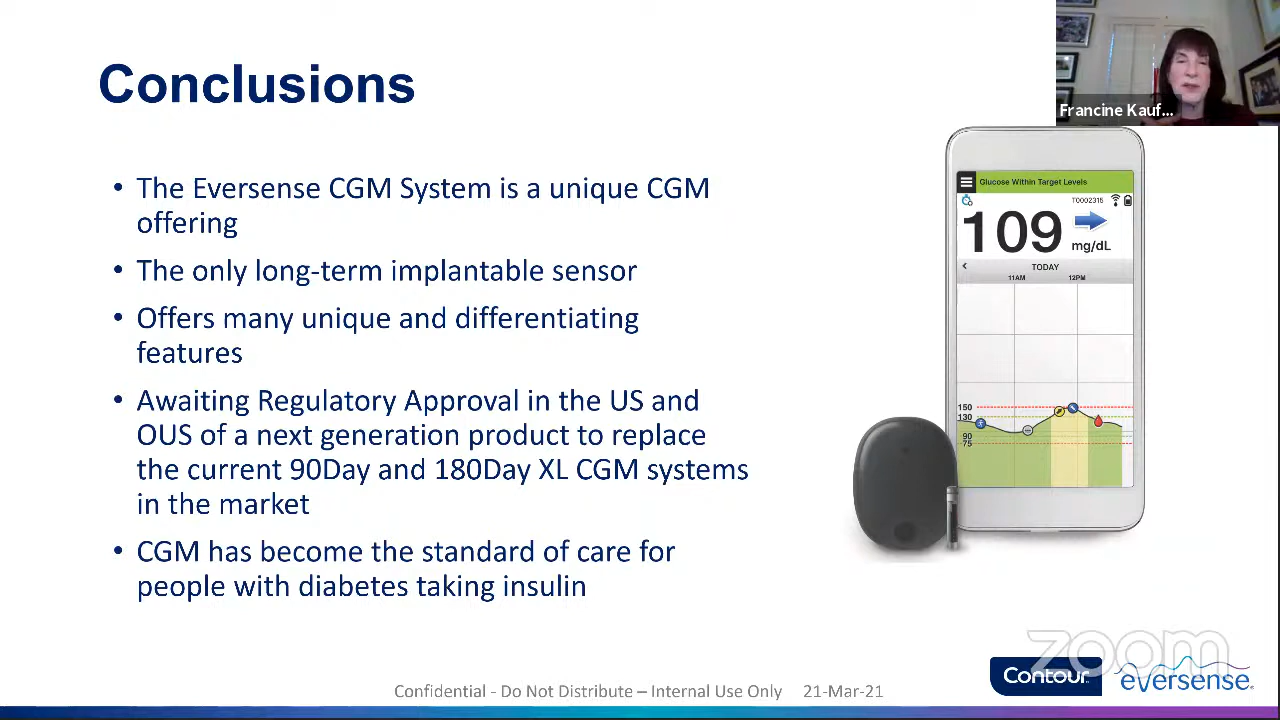 Conclusions
Francine Kauf...
• The Eversense CGM System is a unique CGM
offering
• The only long-term implantable sensor
• Offers many unique and differentiating
features
• Awaiting Regulatory Approval in the US and
OUS of a next generation product to replace
the current 90Day and 180Day XL CGM systems
in the market
• CGM has become the standard of care for
people with diabetes taking insulin
Glucose Within Target Levels
T0002315
109
mg/dL
TODAY
11AM 12PM
150
130
90
75
zoom
Contour
eversense
Confidential - Do Not Distribute – Internal Use Only 21-Mar-21